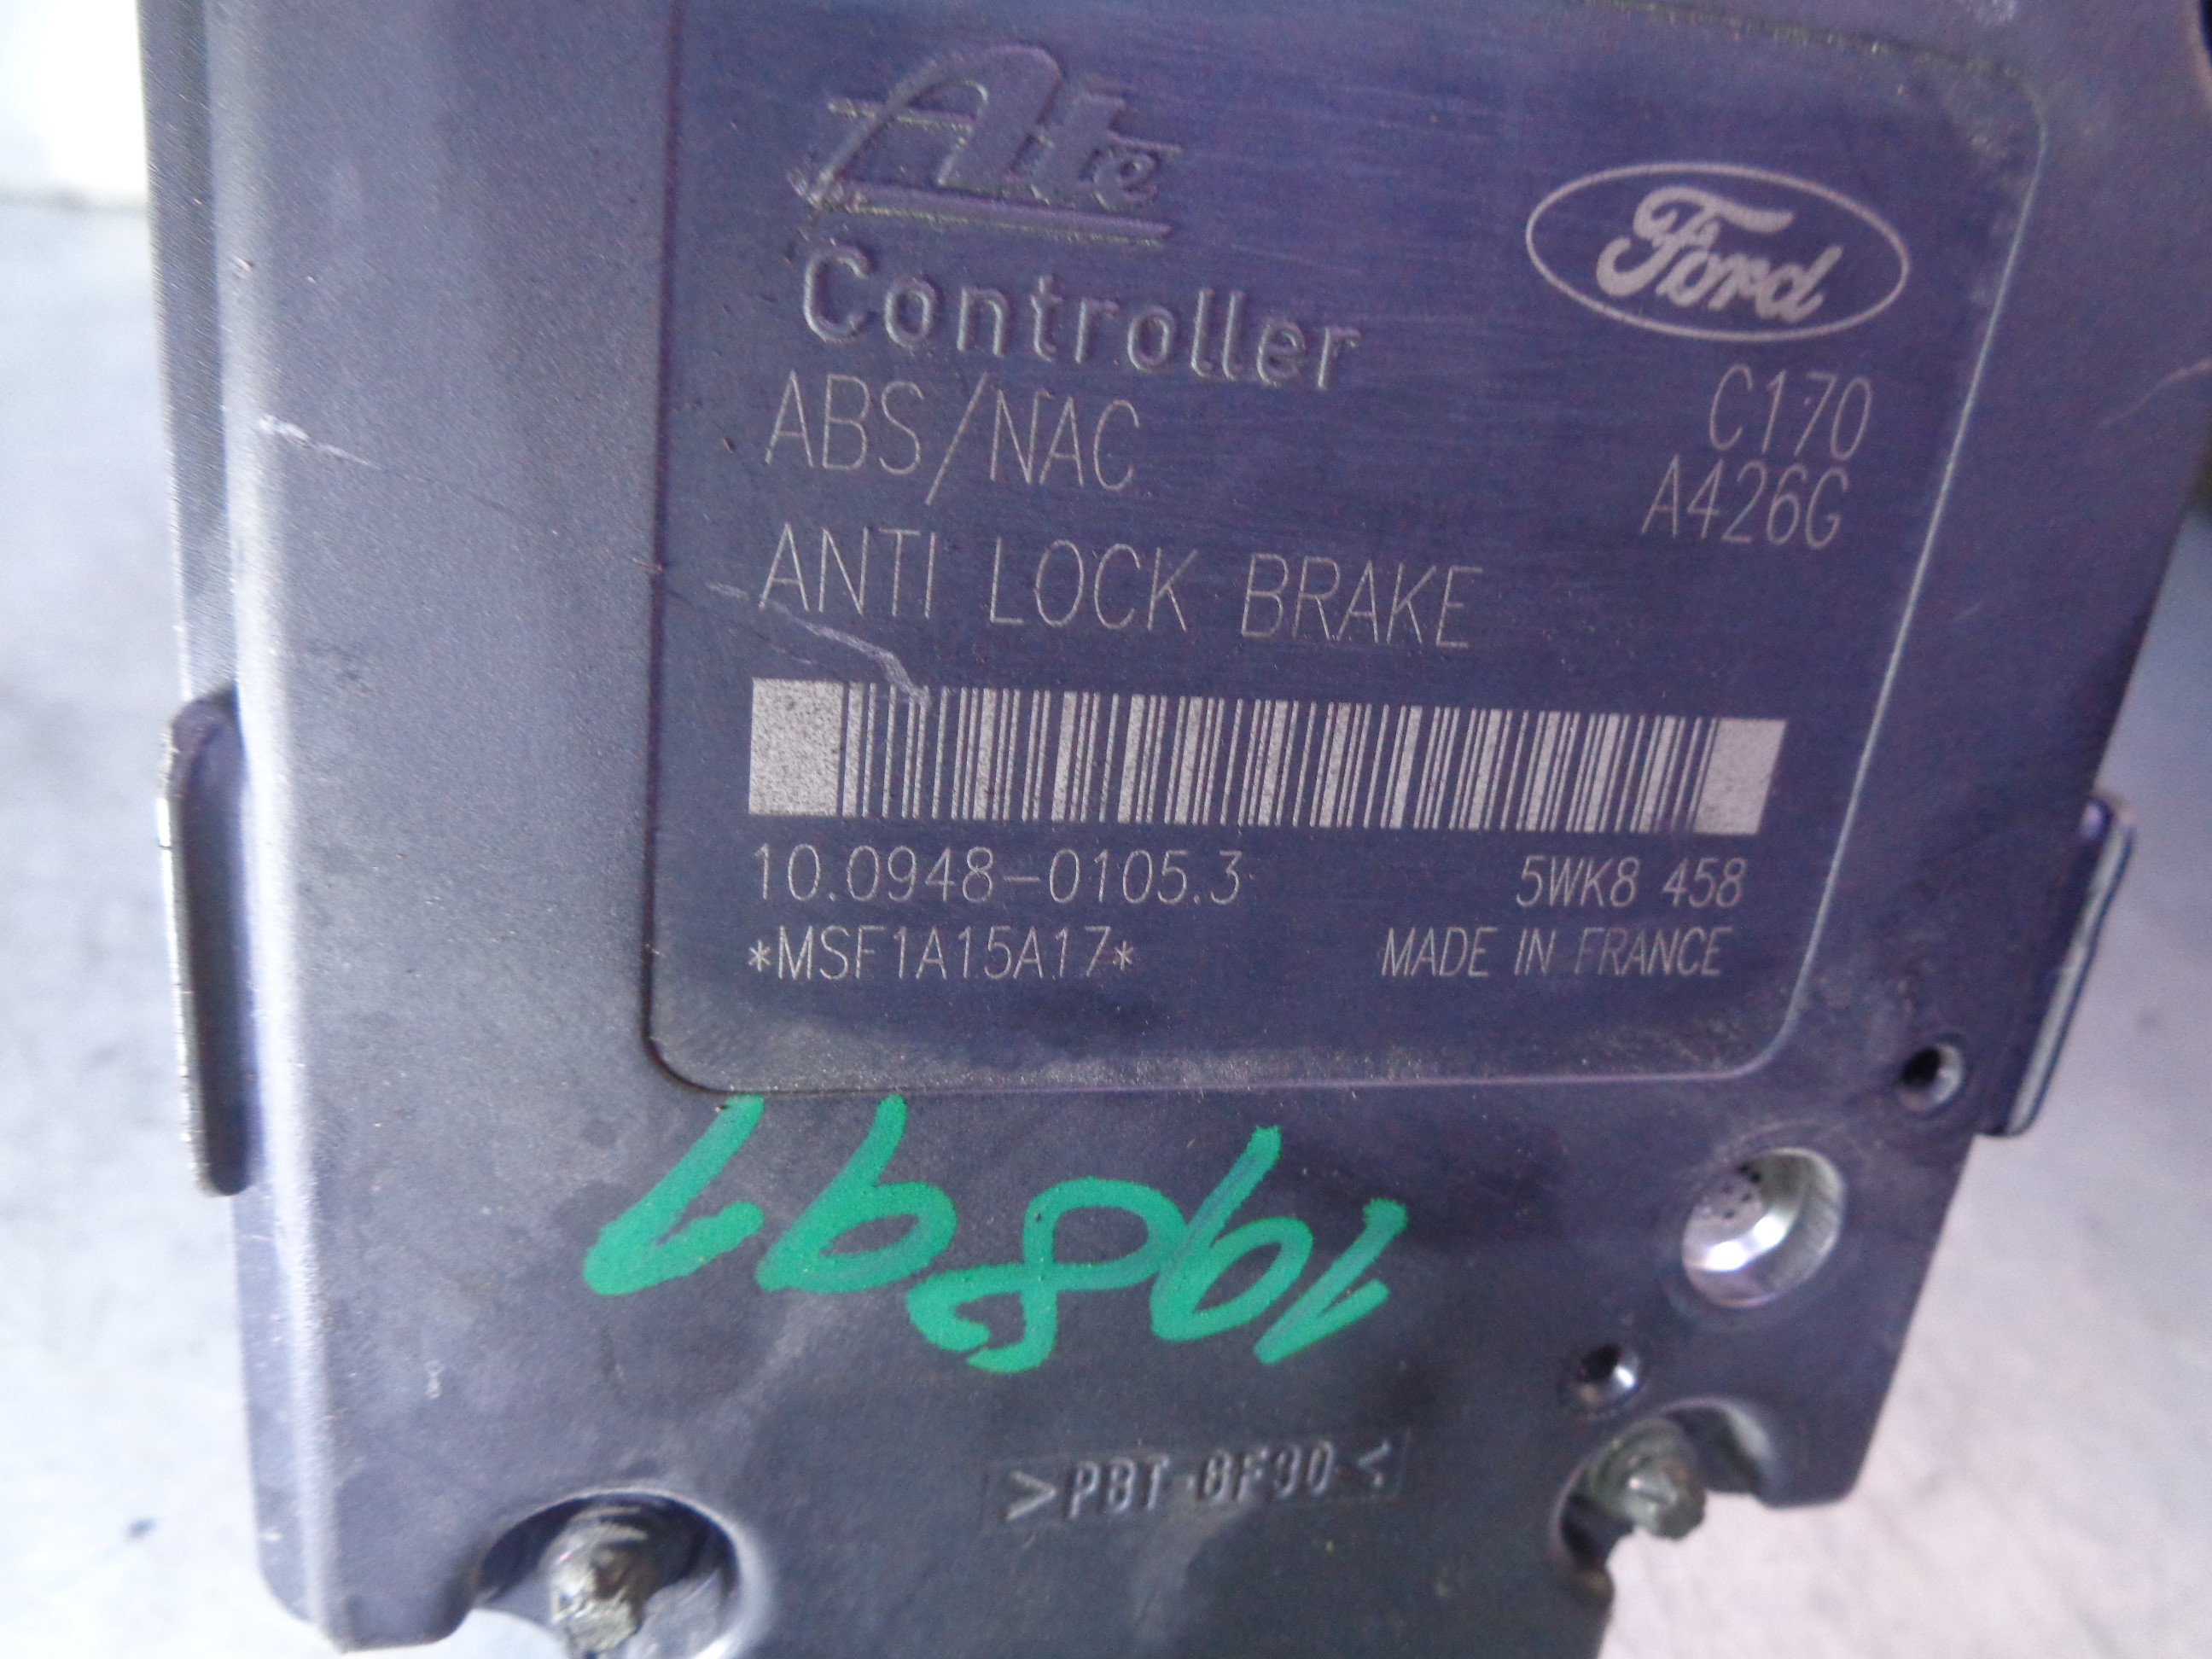 Ate
Ford
Controller
C170
ABS/NAC
A426G
ANTI LOCK BRAKE
10.0948-0105.3
5WK8 458
*MSF1A15A17*
MADE IN FRANCE
19891
>PBT-GF30<